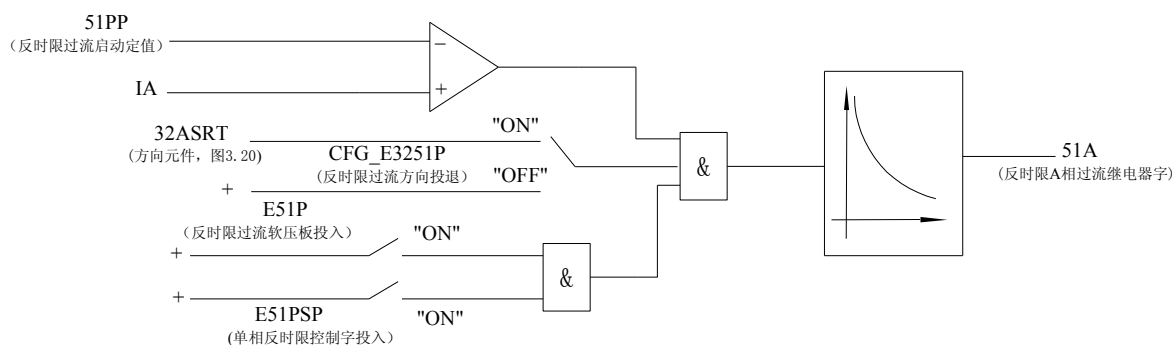 51PP
（反时限过流启动定值）
IA
−
+
32ASRT
(方向元件，图3.20)
"ON"
CFG_E3251P
(反时限过流方向投退)
+
"OFF"
&
51A
(反时限A相过流继电器字)
E51P
（反时限过流软压板投入）
+
"ON"
&
+
E51PSP
"ON"
(单相反时限控制字投入）